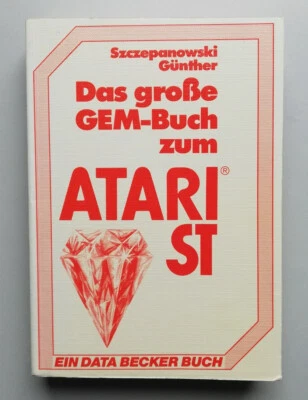 Szczepanowski
Günther
Das große
GEM-Buch
zum
ATARI®
ST
EIN DATA BECKER BUCH